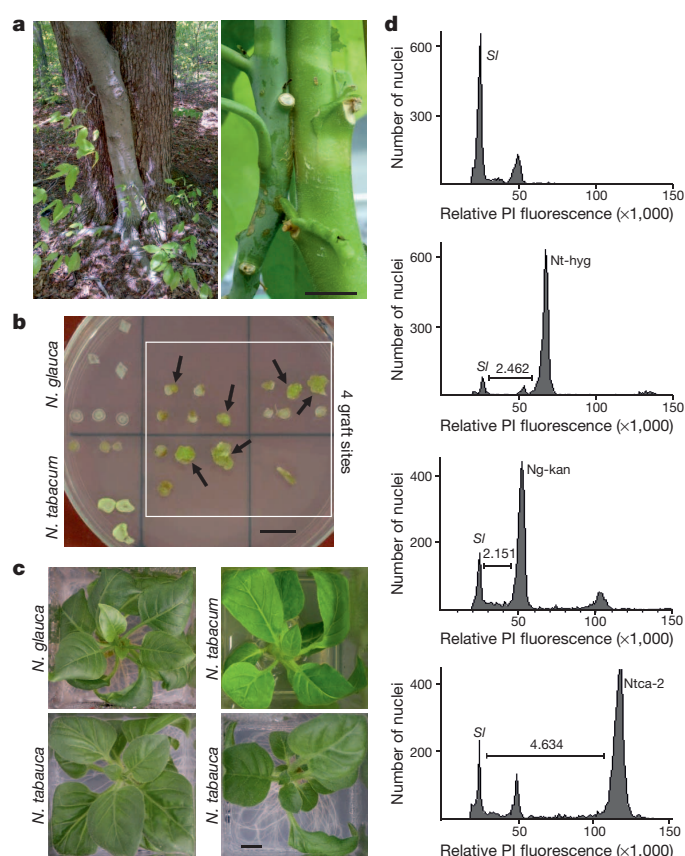 a
b
N. glauca
N. tabacum
4 graft sites
c
N. glauca
N. tabacum
N. tabauca
N. tabauca
d
600
300
Number of nuclei
Sl
50
100
150
Relative PI fluorescence (×1,000)
600
300
Number of nuclei
Sl
2.462
Nt-hyg
50
100
150
Relative PI fluorescence (×1,000)
400
200
Number of nuclei
Sl
2.151
Ng-kan
50
100
150
Relative PI fluorescence (×1,000)
400
200
Number of nuclei
Sl
4.634
Ntca-2
50
100
150
Relative PI fluorescence (×1,000)